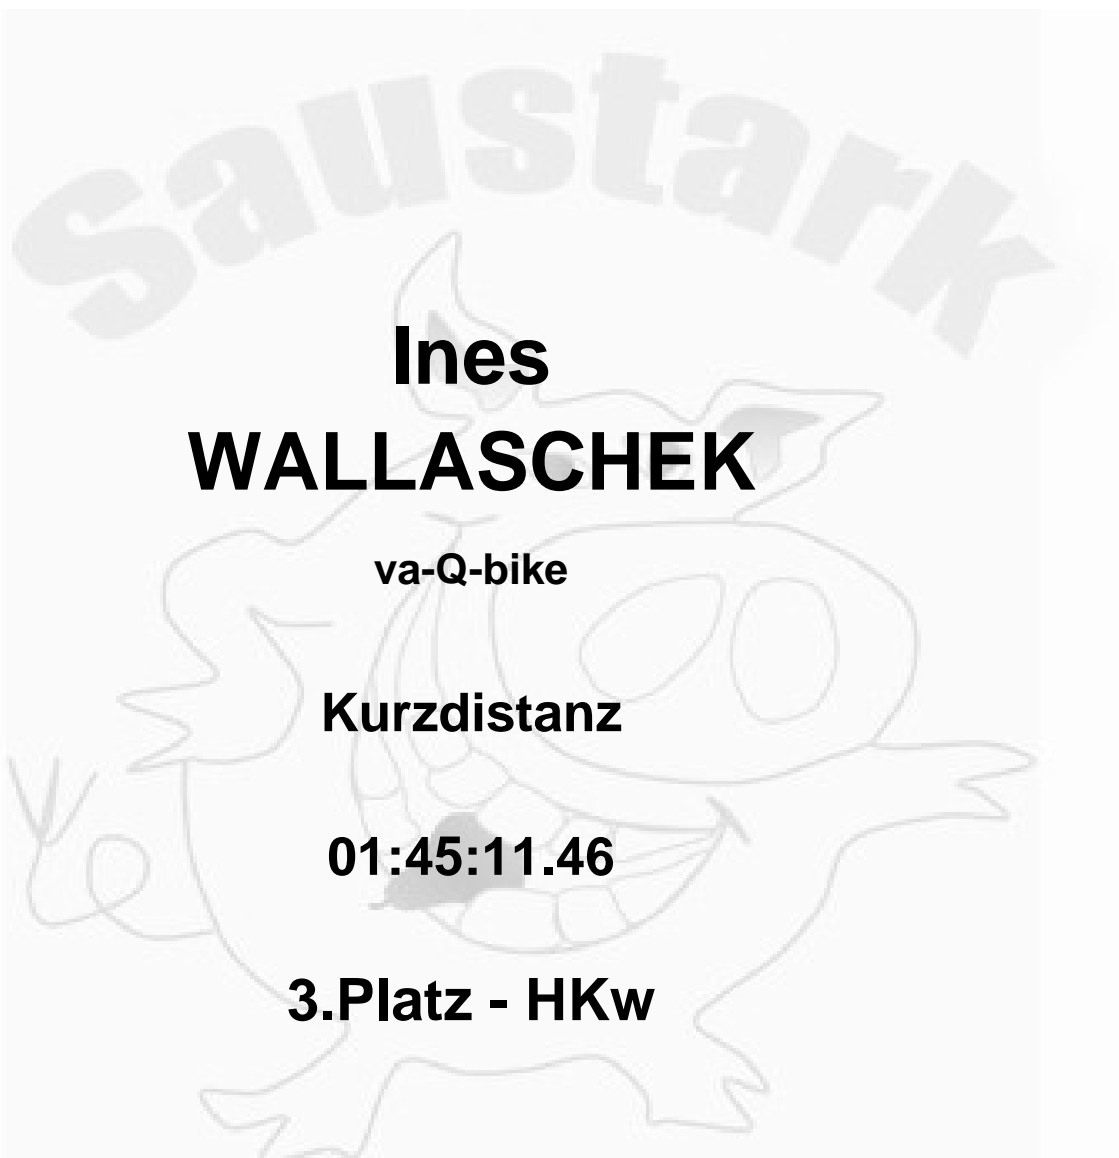 Saustark
Ines
WALLASCHEK
va-Q-bike
Kurzdistanz
01:45:11.46
3.Platz - HKw